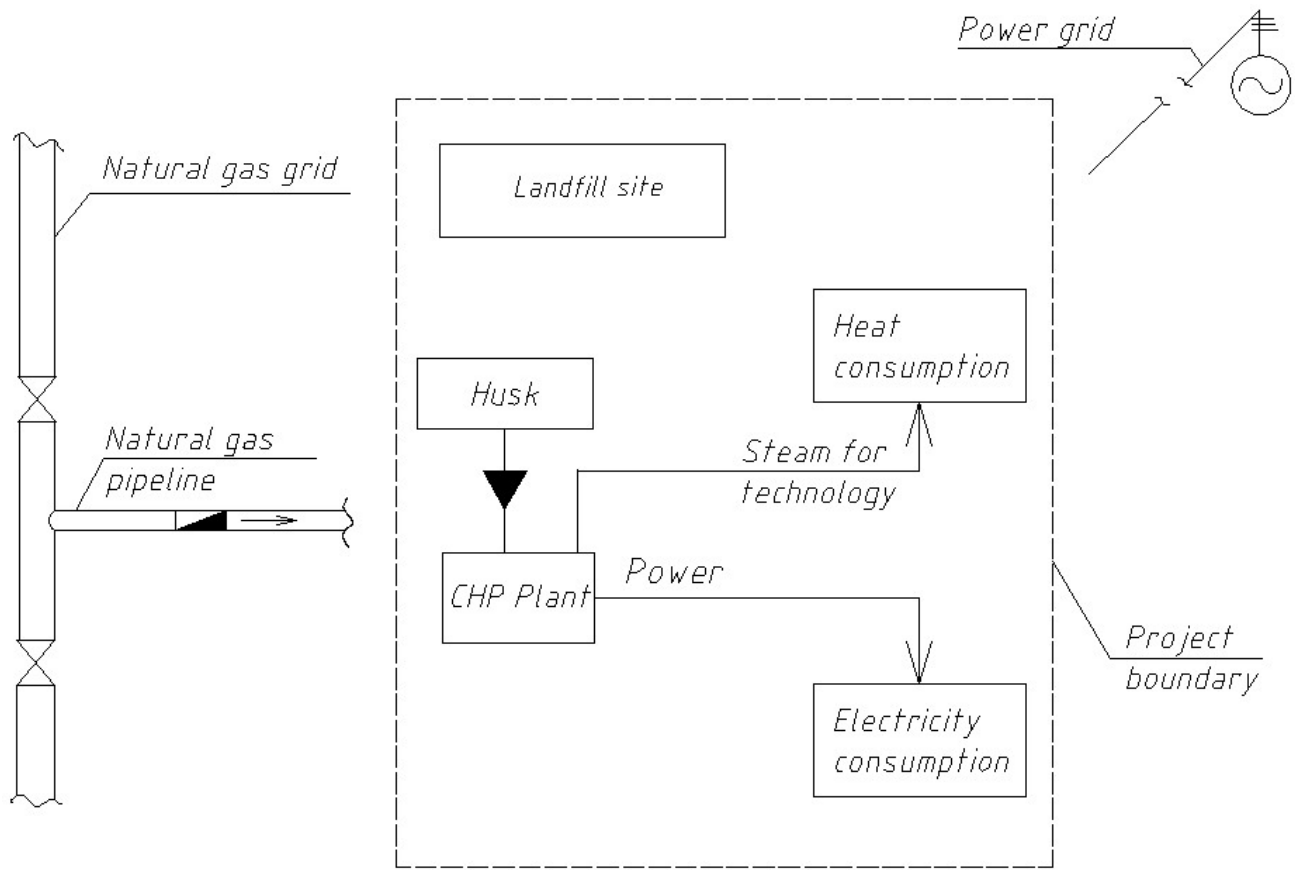 Power grid
Natural gas grid
Landfill site
Heat
consumption
Husk
Natural gas
pipeline
Steam for
technology
CHP Plant
Power
Project
boundary
Electricity
consumption